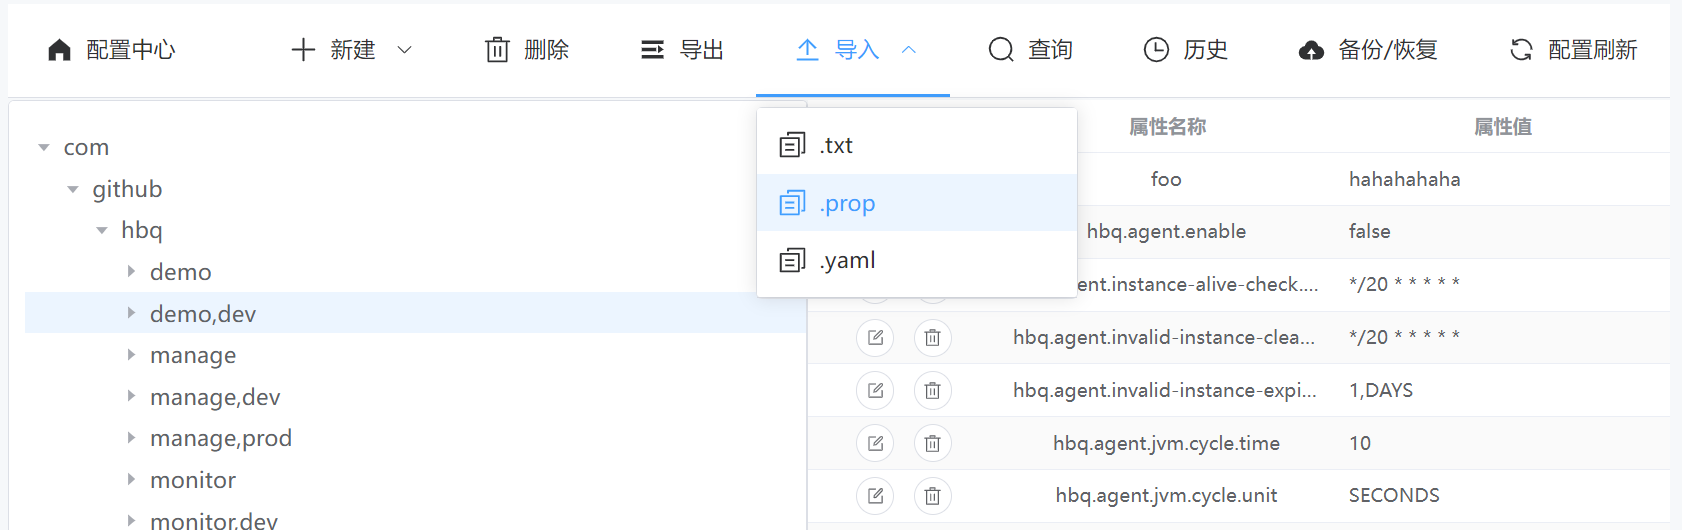 配置中心 新建 删除 导出 导入 查询 历史 备份/恢复 配置刷新
com
github
hbq
demo
demo,dev
manage
manage,dev
manage,prod
monitor
monitor,dev
.txt
.prop
.yaml
属性名称 属性值
foo hahahahaha
hbq.agent.enable false
ent.instance-alive-check.... */20 * * * * *
hbq.agent.invalid-instance-clea... */20 * * * * *
hbq.agent.invalid-instance-expi... 1,DAYS
hbq.agent.jvm.cycle.time 10
hbq.agent.jvm.cycle.unit SECONDS